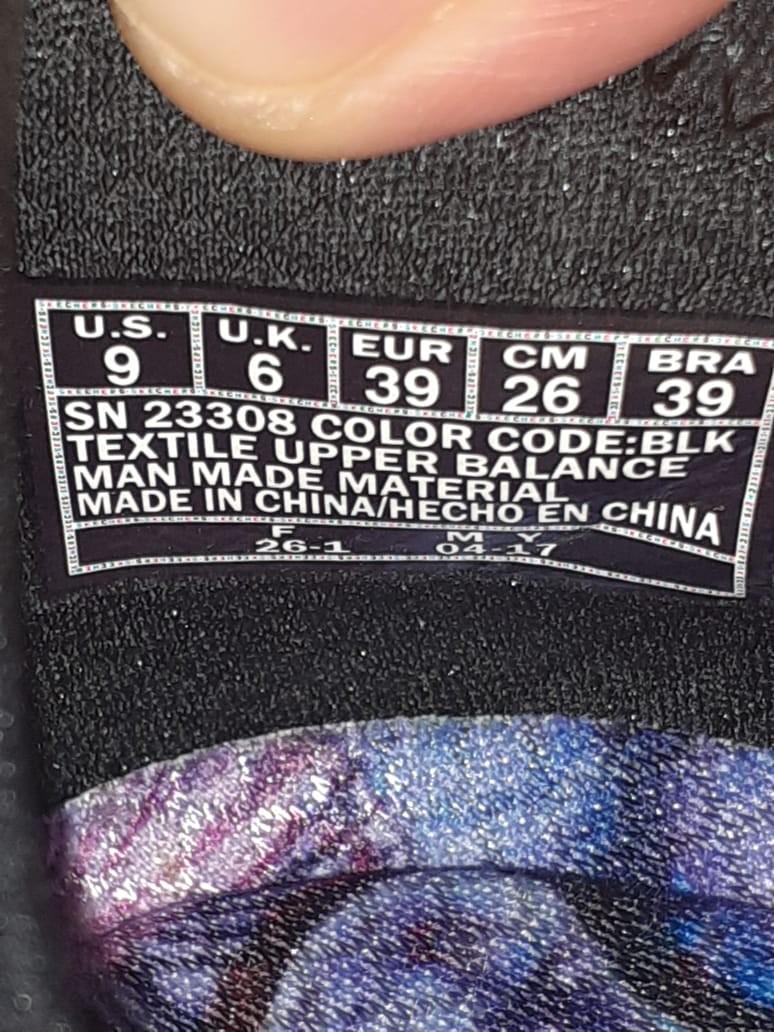 U.S. U.K. EUR CM BRA
9 6 39 26 39
SN 23308 COLOR CODE:BLK
TEXTILE UPPER BALANCE
MAN MADE MATERIAL
MADE IN CHINA/HECHO EN CHINA
F M Y
26-1 04-17